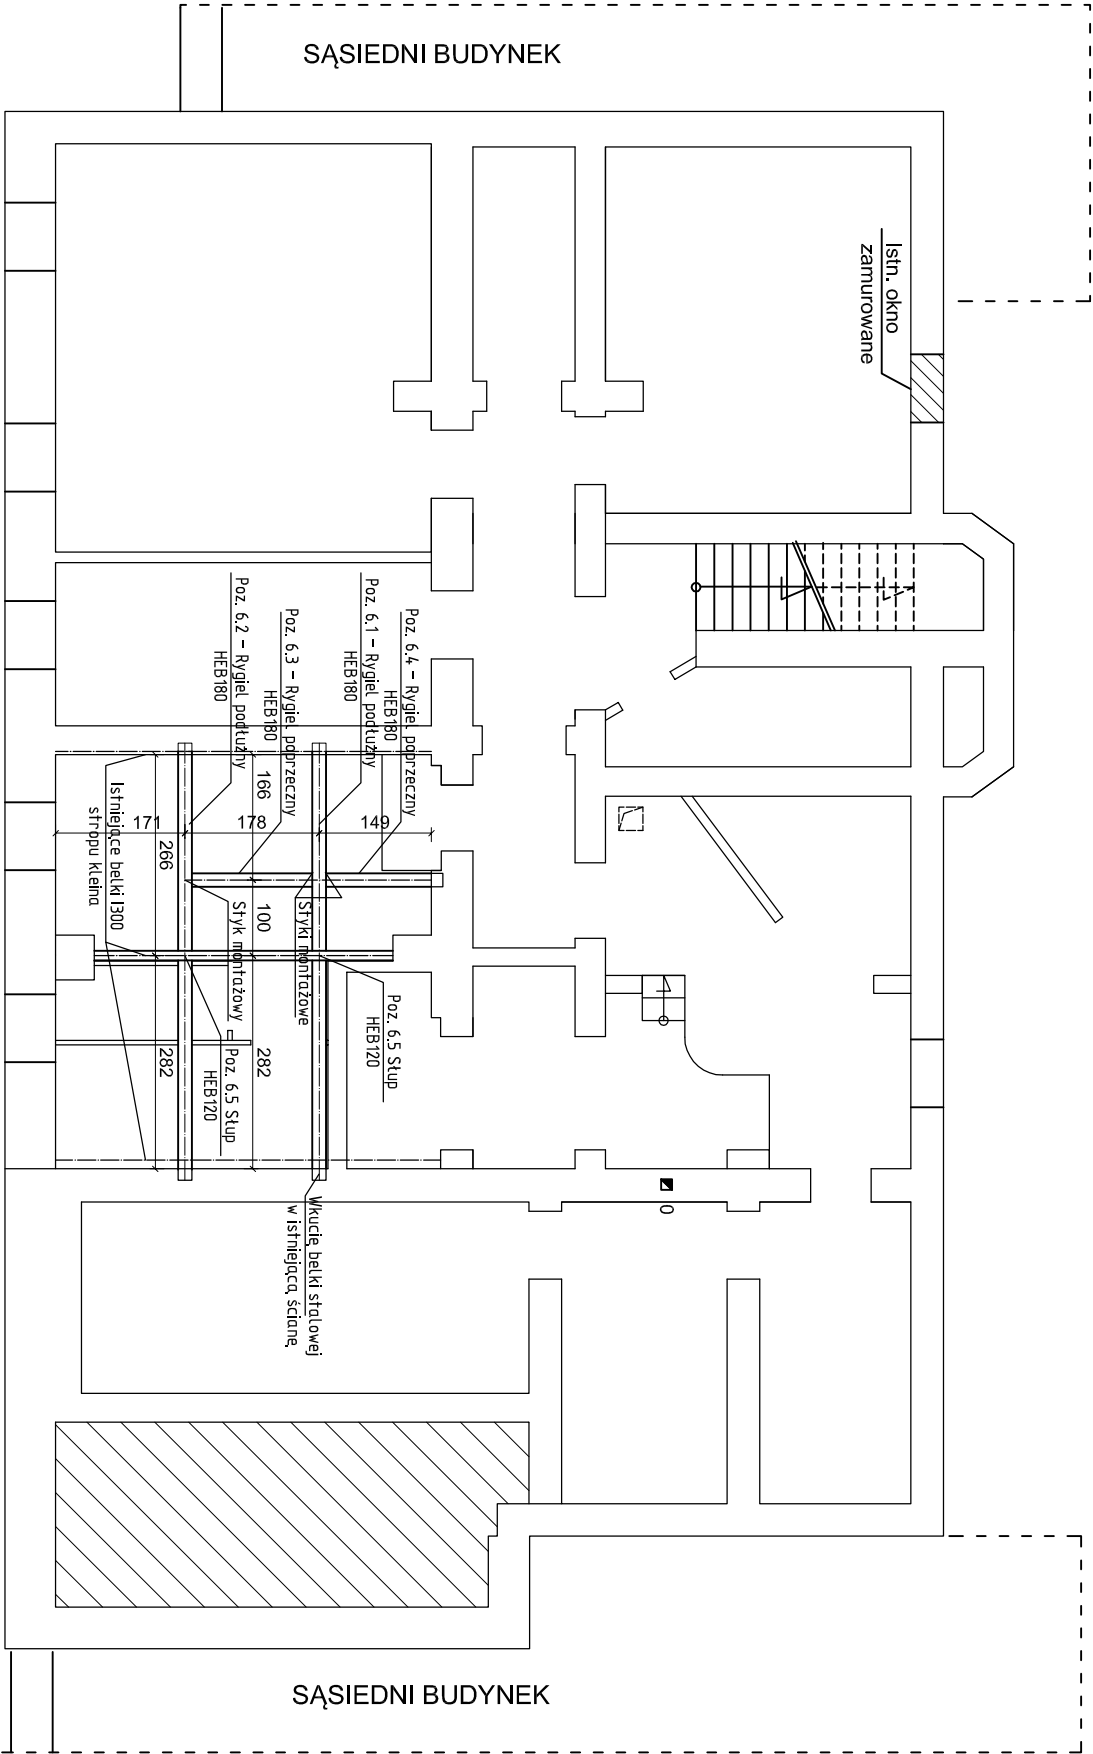 SĄSIEDNI BUDYNEK
Istn. okno
zamurowane
Poz. 6.4 - Rygiel poprzeczny
HEB180
Poz. 6.1 - Rygiel podłużny
HEB180
Poz. 6.3 - Rygiel poprzeczny
HEB180
Poz. 6.2 - Rygiel podłużny
HEB180
171
178
149
166
266
100
282
282
Istniejące belki I300
stropu kleina
Styki montażowe
Styk montażowy
Poz. 6.5 Słup
HEB120
Poz. 6.5 Słup
HEB120
Wkucie belki stalowej
w istniejącą ścianę
0
SĄSIEDNI BUDYNEK